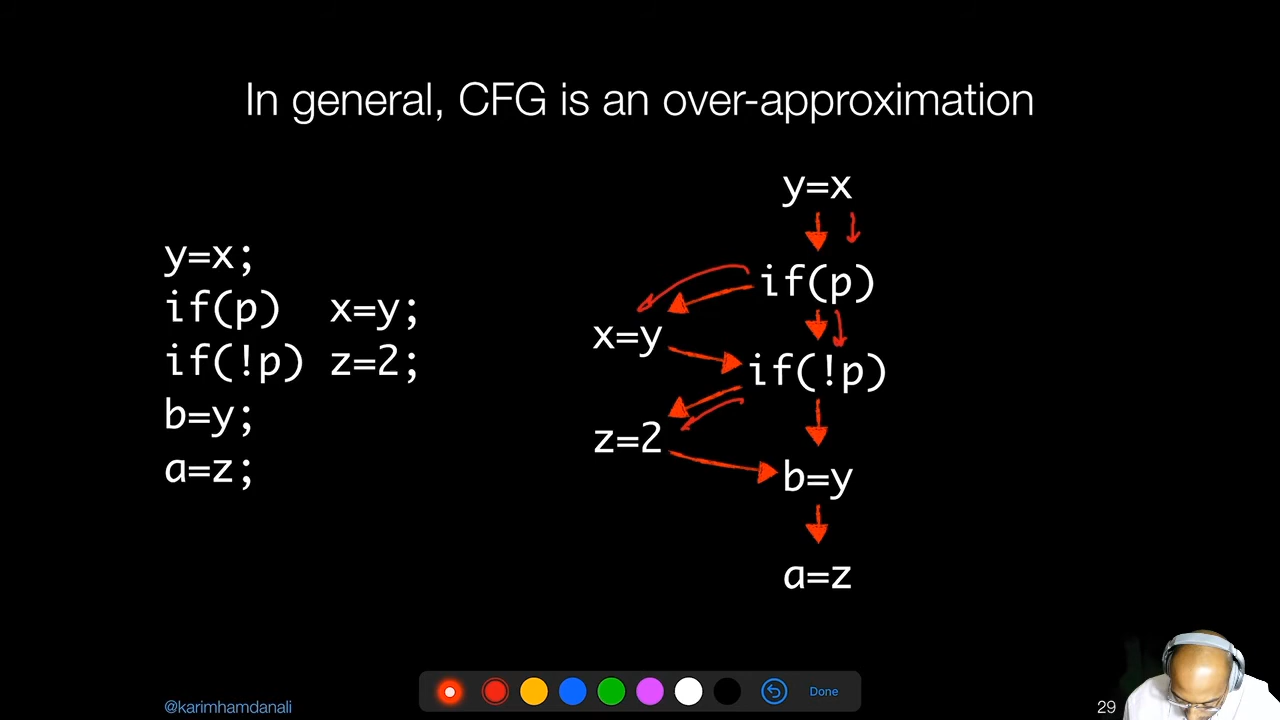 In general, CFG is an over-approximation
y=x;
if(p)  x=y;
if(!p) z=2;
b=y;
a=z;
y=x
if(p)
x=y
if(!p)
z=2
b=y
a=z
Done
@karimhamdanali
29